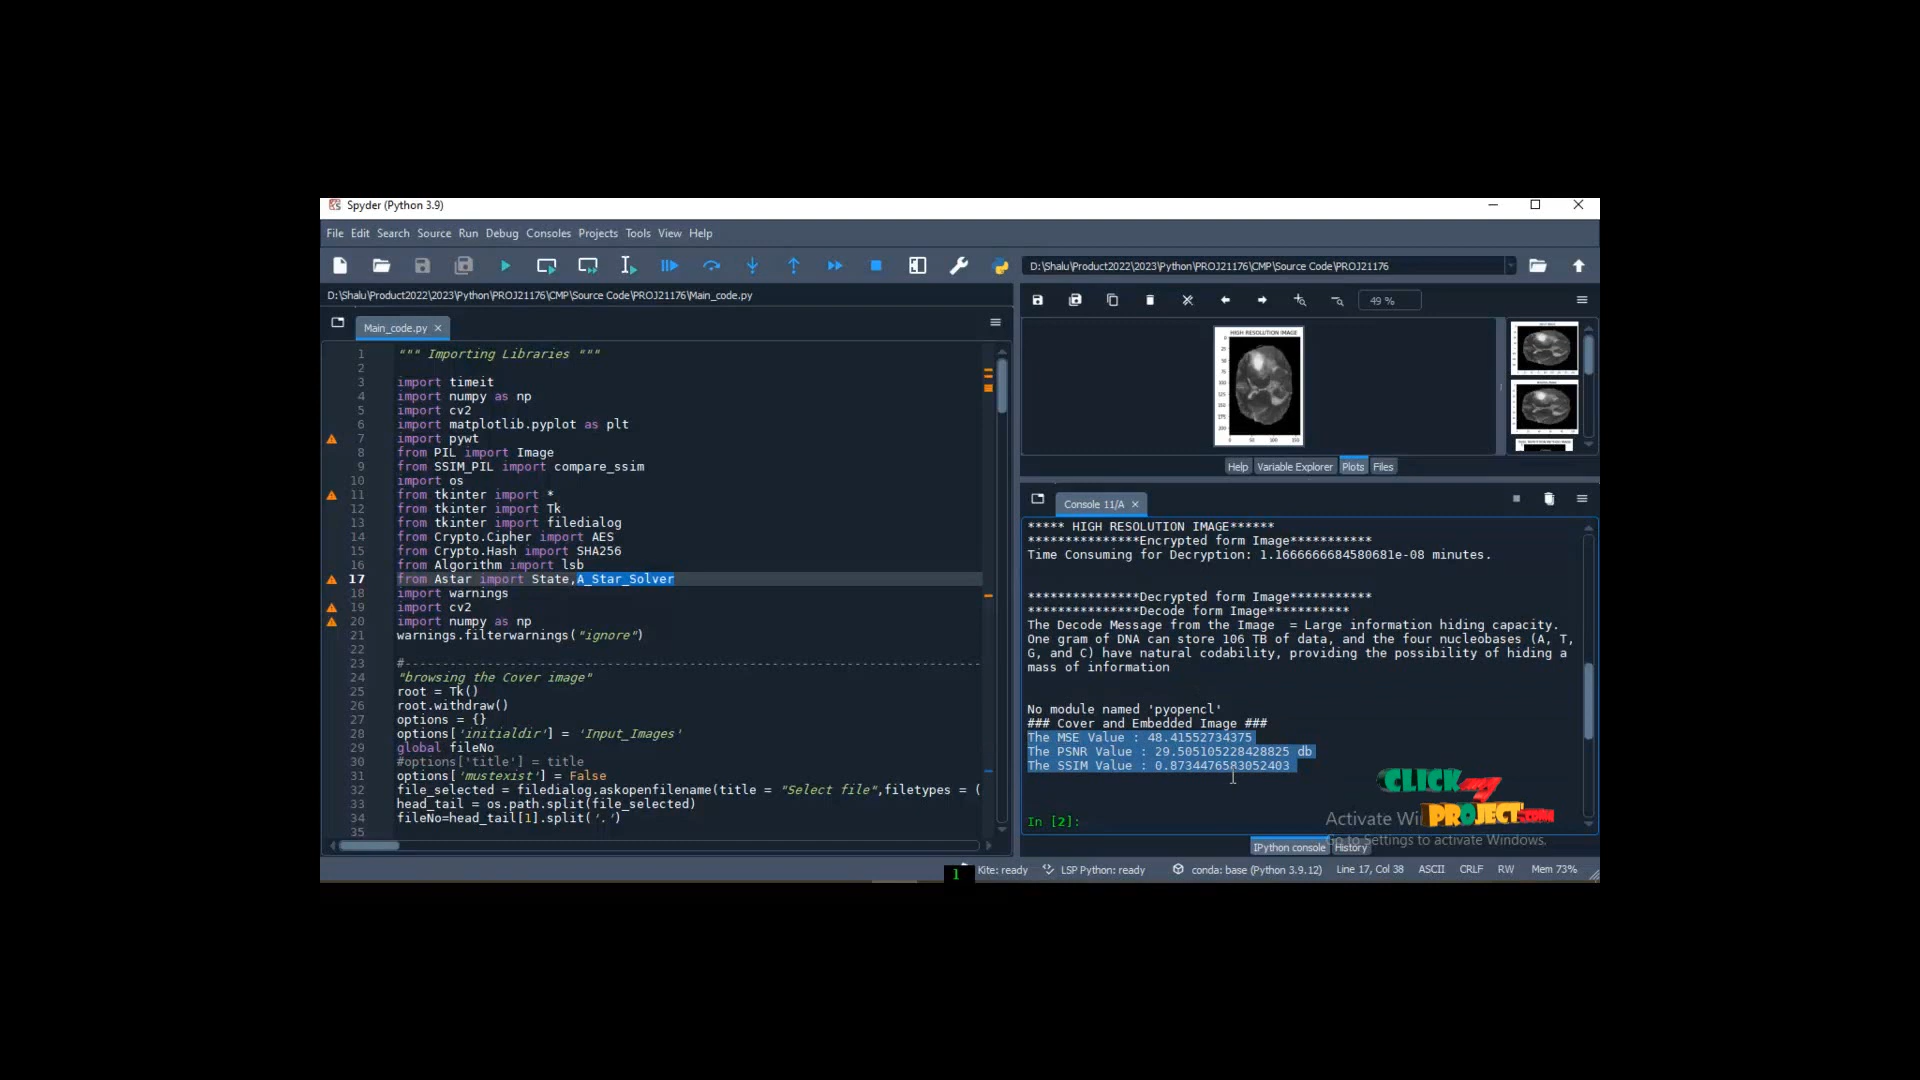 Spyder (Python 3.9)
File Edit Search Source Run Debug Consoles Projects Tools View Help
D:\Shalu\Product2022\2023\Python\PROJ21176\CMP\Source Code\PROJ21176
D:\Shalu\Product2022\2023\Python\PROJ21176\CMP\Source Code\PROJ21176\Main_code.py
Main_code.py
1 """ Importing Libraries """
2
3 import timeit
4 import numpy as np
5 import cv2
6 import matplotlib.pyplot as plt
7 import pywt
8 from PIL import Image
9 from SSIM_PIL import compare_ssim
10 import os
11 from tkinter import *
12 from tkinter import Tk
13 from tkinter import filedialog
14 from Crypto.Cipher import AES
15 from Crypto.Hash import SHA256
16 from Algorithm import lsb
17 from Astar import State,A_Star_Solver
18 import warnings
19 import cv2
20 import numpy as np
21 warnings.filterwarnings("ignore")
22
23 #-----------------------------------------------------------------------------
24 "browsing the Cover image"
25 root = Tk()
26 root.withdraw()
27 options = {}
28 options['initialdir'] = 'Input_Images'
29 global fileNo
30 #options['title'] = title
31 options['mustexist'] = False
32 file_selected = filedialog.askopenfilename(title = "Select file",filetypes = (
33 head_tail = os.path.split(file_selected)
34 fileNo=head_tail[1].split('.')
35
49 %
HIGH RESOLUTION IMAGE
Help Variable Explorer Plots Files
Console 11/A
***** HIGH RESOLUTION IMAGE******
***************Encrypted form Image***********
Time Consuming for Decryption: 1.1666666684580681e-08 minutes.
***************Decrypted form Image***********
***************Decode form Image***********
The Decode Message from the Image  = Large information hiding capacity.
One gram of DNA can store 106 TB of data, and the four nucleobases (A, T,
G, and C) have natural codability, providing the possibility of hiding a
mass of information
No module named 'pyopencl'
### Cover and Embedded Image ###
The MSE Value : 48.41552734375
The PSNR Value : 29.505105228428825 db
The SSIM Value : 0.8734476583052403
In [2]:
CLICK MY
PROJECT.COM
Activate Wi
Go to Settings to activate Windows.
IPython console History
1
Kite: ready LSP Python: ready conda: base (Python 3.9.12) Line 17, Col 38 ASCII CRLF RW Mem 73%